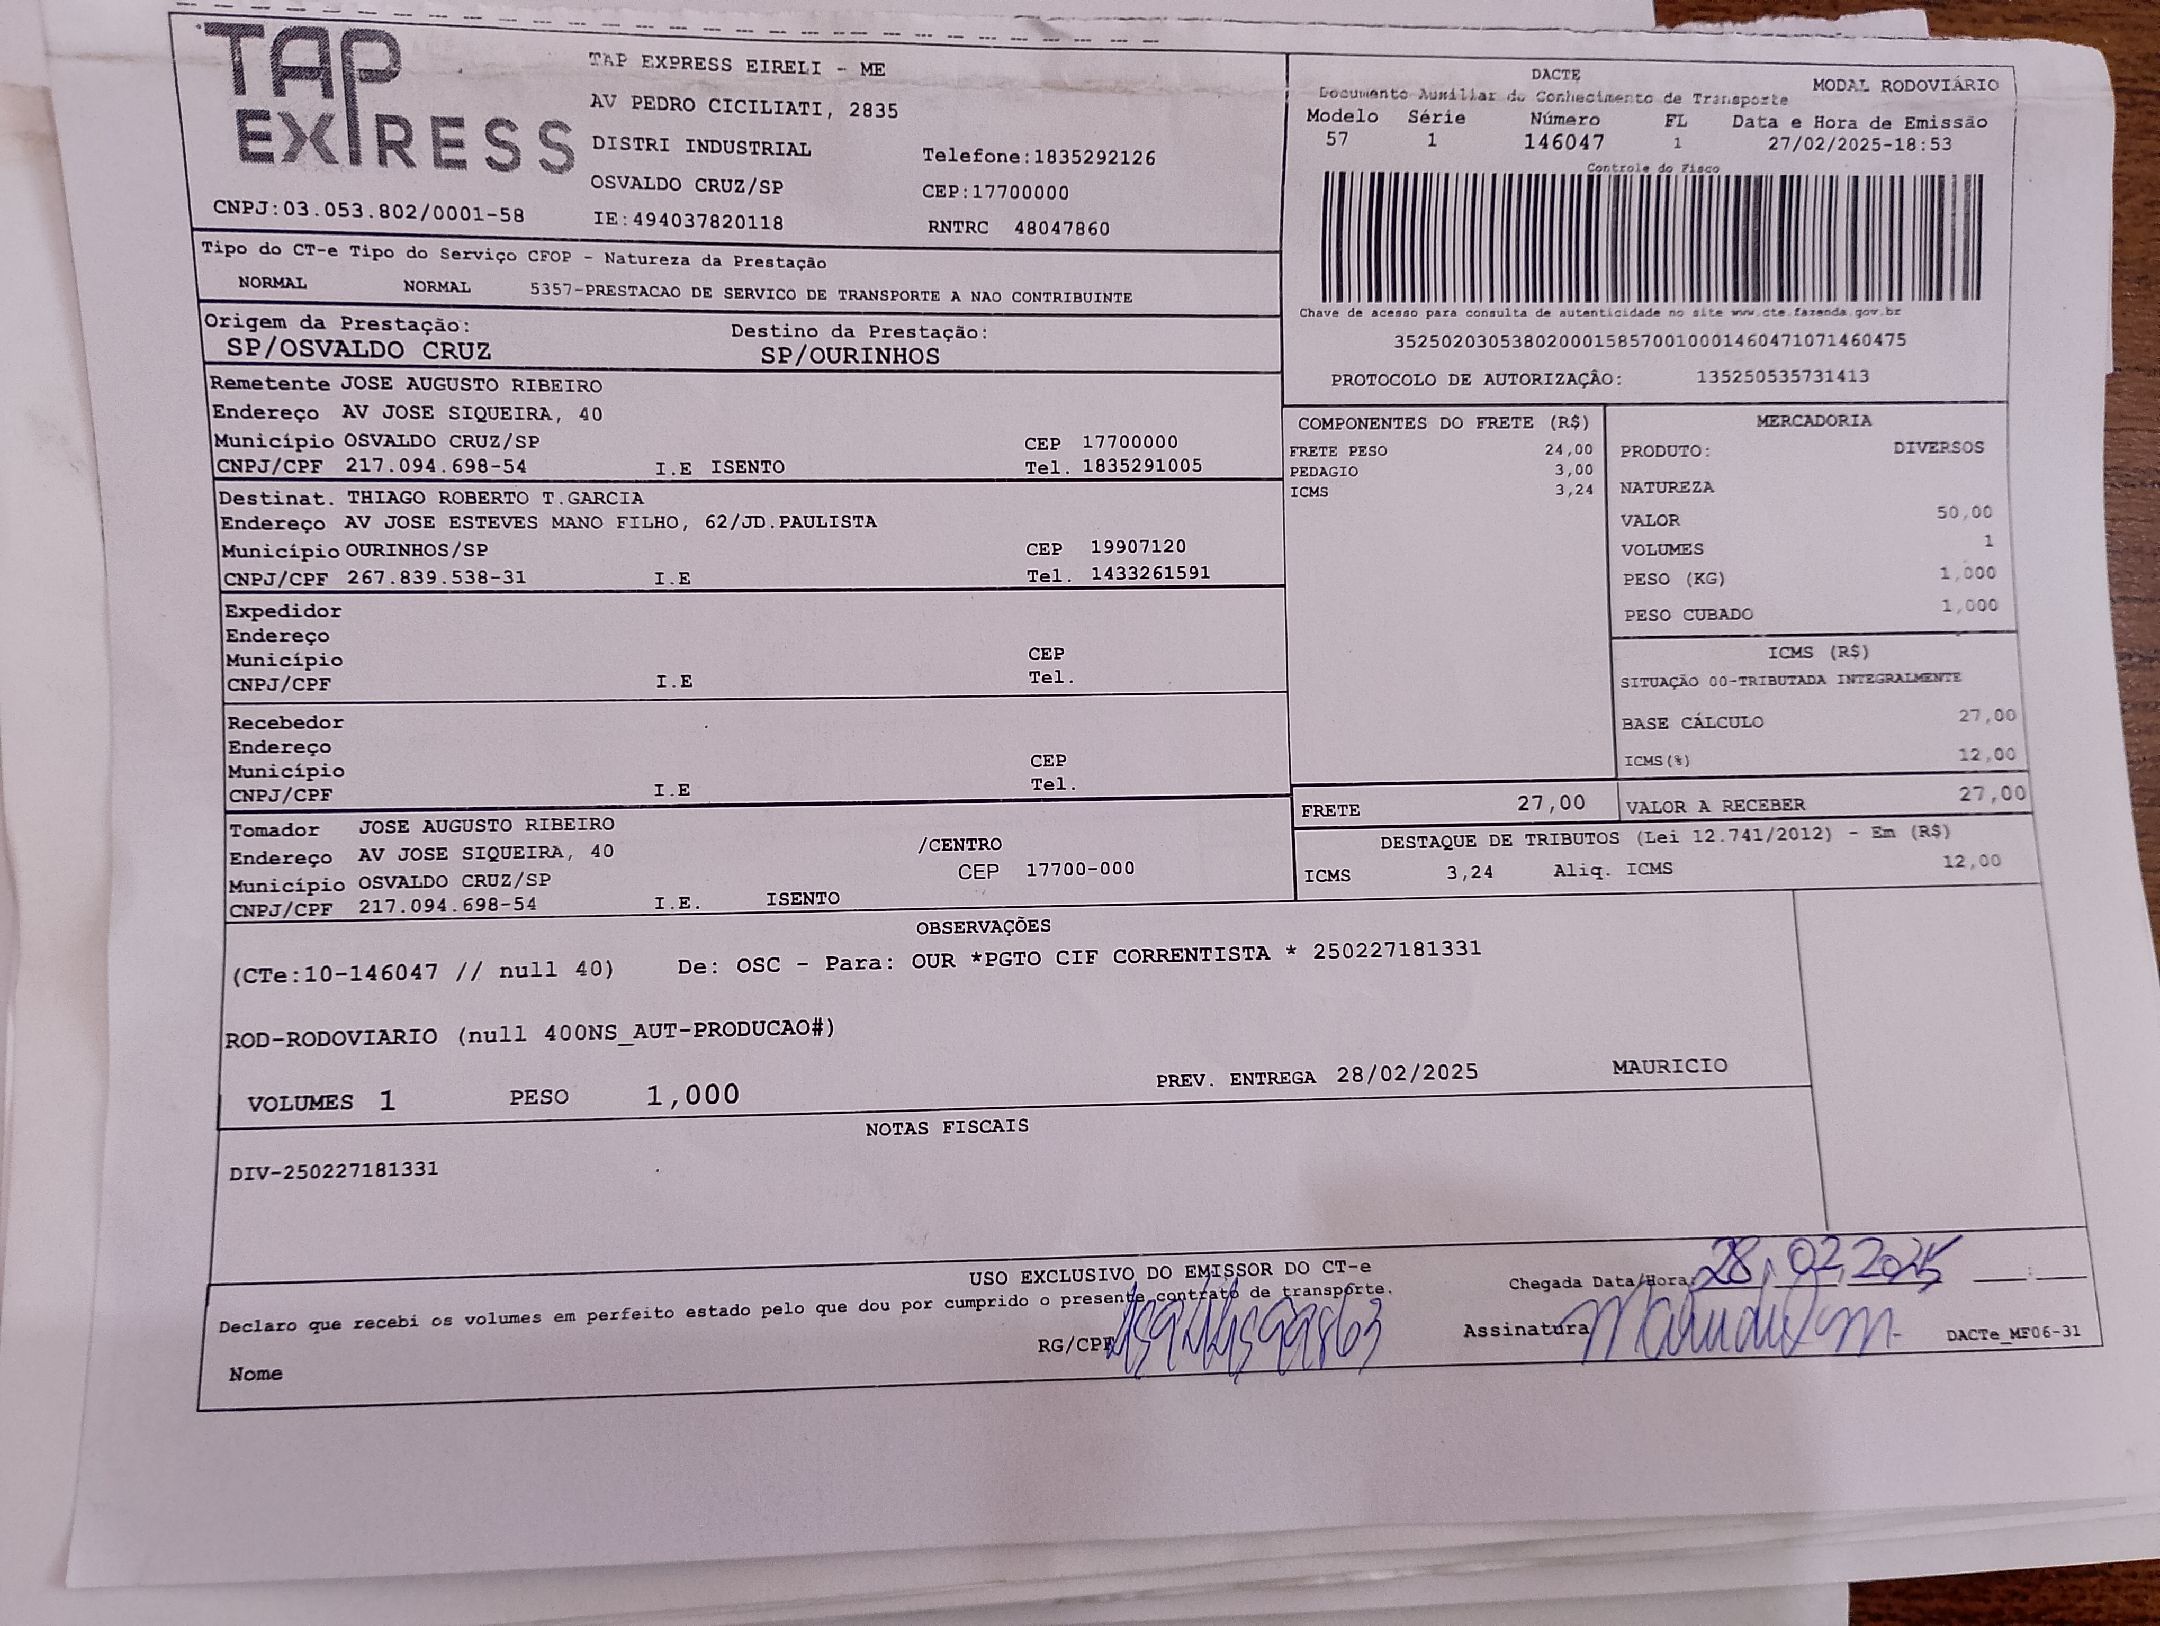 TAP
EXPRESS
TAP EXPRESS EIRELI - ME
AV PEDRO CICILIATI, 2835
DISTRI INDUSTRIAL
Telefone:1835292126
OSVALDO CRUZ/SP
CEP:17700000
CNPJ:03.053.802/0001-58
IE:494037820118
RNTRC 48047860
DACTE
MODAL RODOVIÁRIO
Documento Auxiliar do Conhecimento de Transporte
Modelo Série Número FL Data e Hora de Emissão
57 1 146047 1 27/02/2025-18:53
Controle do Fisco
Chave de acesso para consulta de autenticidade no site www.cte.fazenda.gov.br
35250203053802000158570010001460471071460475
PROTOCOLO DE AUTORIZAÇÃO: 135250535731413
Tipo do CT-e Tipo do Serviço CFOP - Natureza da Prestação
NORMAL NORMAL 5357-PRESTACAO DE SERVICO DE TRANSPORTE A NAO CONTRIBUINTE
Origem da Prestação: Destino da Prestação:
SP/OSVALDO CRUZ SP/OURINHOS
Remetente JOSE AUGUSTO RIBEIRO
Endereço AV JOSE SIQUEIRA, 40
Município OSVALDO CRUZ/SP CEP 17700000
CNPJ/CPF 217.094.698-54 I.E ISENTO Tel. 1835291005
Destinat. THIAGO ROBERTO T.GARCIA
Endereço AV JOSE ESTEVES MANO FILHO, 62/JD.PAULISTA
Município OURINHOS/SP CEP 19907120
CNPJ/CPF 267.839.538-31 I.E Tel. 1433261591
Expedidor
Endereço
Município CEP
CNPJ/CPF I.E Tel.
Recebedor
Endereço
Município CEP
CNPJ/CPF I.E Tel.
Tomador JOSE AUGUSTO RIBEIRO
Endereço AV JOSE SIQUEIRA, 40 /CENTRO
Município OSVALDO CRUZ/SP CEP 17700-000
CNPJ/CPF 217.094.698-54 I.E. ISENTO
COMPONENTES DO FRETE (R$)
FRETE PESO 24,00
PEDAGIO 3,00
ICMS 3,24
MERCADORIA
PRODUTO: DIVERSOS
NATUREZA
VALOR 50,00
VOLUMES 1
PESO (KG) 1,000
PESO CUBADO 1,000
ICMS (R$)
SITUAÇÃO 00-TRIBUTADA INTEGRALMENTE
BASE CÁLCULO 27,00
ICMS(%) 12,00
FRETE 27,00 VALOR A RECEBER 27,00
DESTAQUE DE TRIBUTOS (Lei 12.741/2012) - Em (R$)
ICMS 3,24 Aliq. ICMS 12,00
OBSERVAÇÕES
(CTe:10-146047 // null 40) De: OSC - Para: OUR *PGTO CIF CORRENTISTA * 250227181331
ROD-RODOVIARIO (null 400NS_AUT-PRODUCAO#)
VOLUMES 1 PESO 1,000 PREV. ENTREGA 28/02/2025 MAURICIO
NOTAS FISCAIS
DIV-250227181331
USO EXCLUSIVO DO EMISSOR DO CT-e
Declaro que recebi os volumes em perfeito estado pelo que dou por cumprido o presente contrato de transporte.
Chegada Data/Hora: 28.02.2025
Nome RG/CPF Assinatura DACTe_MF06-31